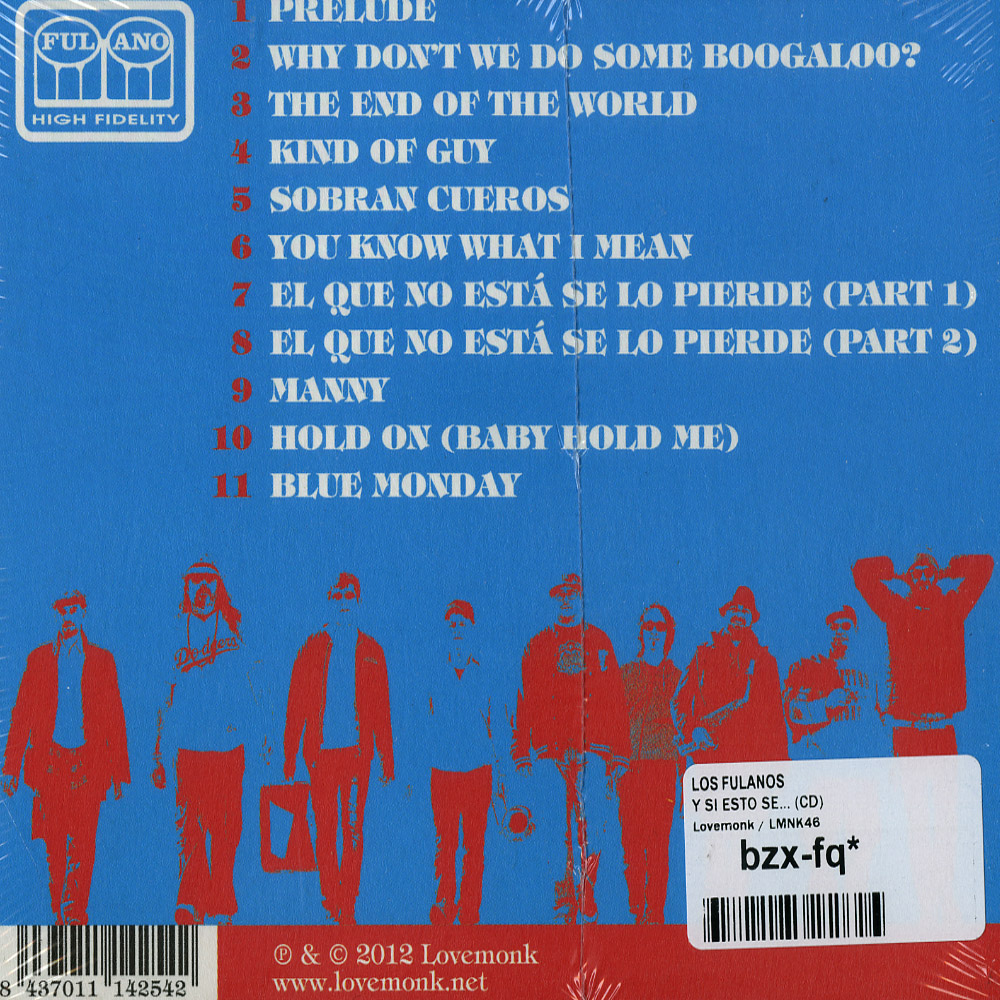 FULANO
HIGH FIDELITY
1 PRELUDE
2 WHY DON'T WE DO SOME BOOGALOO?
3 THE END OF THE WORLD
4 KIND OF GUY
5 SOBRAN CUEROS
6 YOU KNOW WHAT I MEAN
7 EL QUE NO ESTÁ SE LO PIERDE (PART 1)
8 EL QUE NO ESTÁ SE LO PIERDE (PART 2)
9 MANNY
10 HOLD ON (BABY HOLD ME)
11 BLUE MONDAY
Dodgers
LOS FULANOS
Y SI ESTO SE... (CD)
Lovemonk / LMNK46
bzx-fq*
℗ & © 2012 Lovemonk
www.lovemonk.net
8 437011 142542